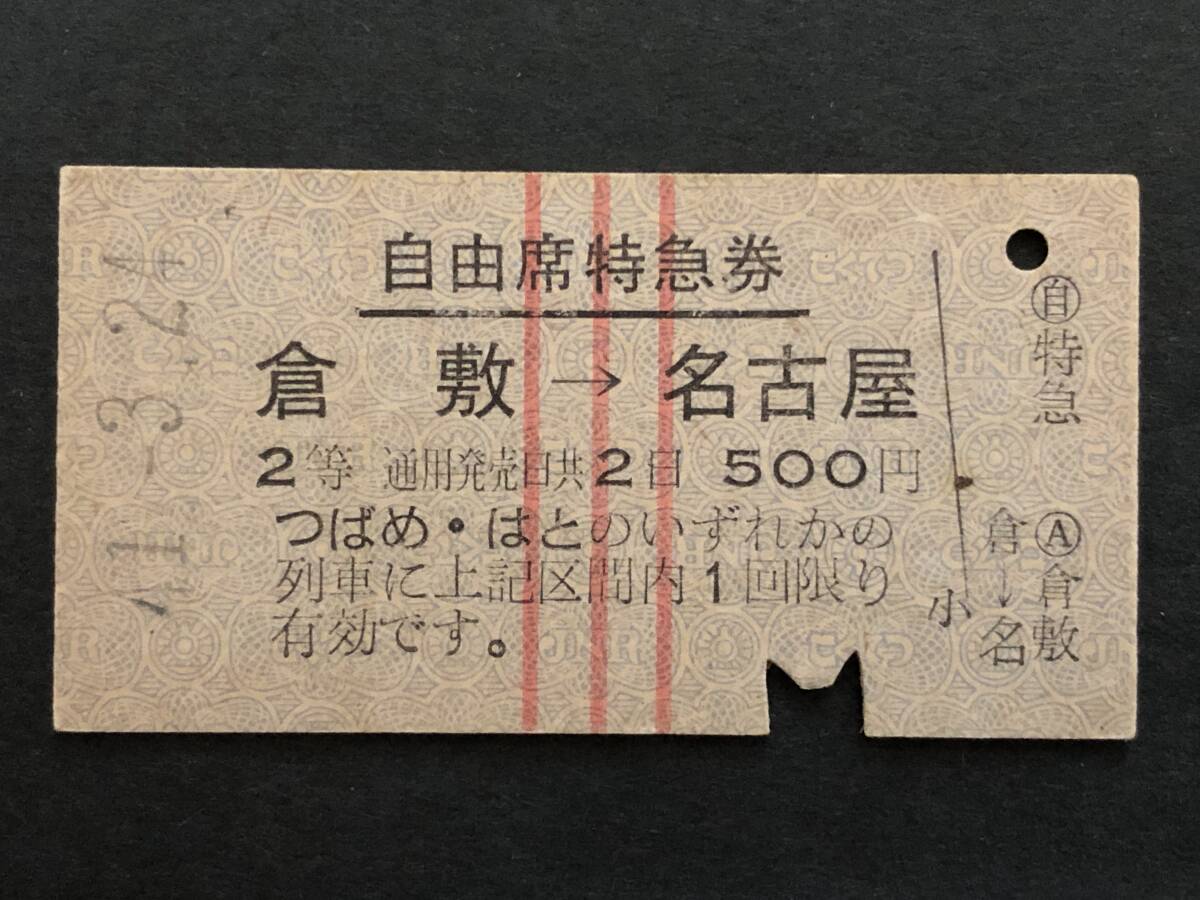 自由席特急券
倉敷→名古屋
2等 通用発売日共2日 500円
つばめ・はとのいずれかの
列車に上記区間内1回限り
有効です。
41.-3.24
小
㊐特急
Ⓐ倉敷
倉→名